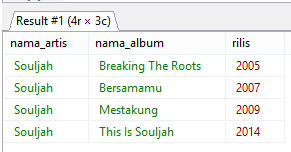 Result #1 (4r × 3c)
nama_artis nama_album rilis
Souljah Breaking The Roots 2005
Souljah Bersamamu 2007
Souljah Mestakung 2009
Souljah This Is Souljah 2014